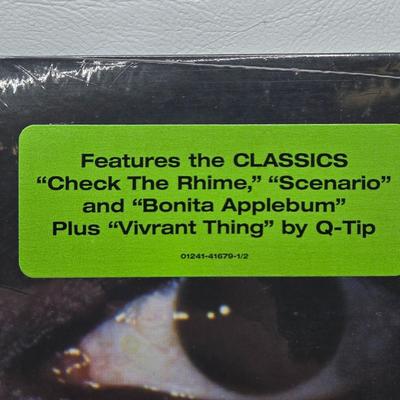 Features the CLASSICS
“Check The Rhime,” “Scenario”
and “Bonita Applebum”
Plus “Vivrant Thing” by Q-Tip
01241-41679-1/2